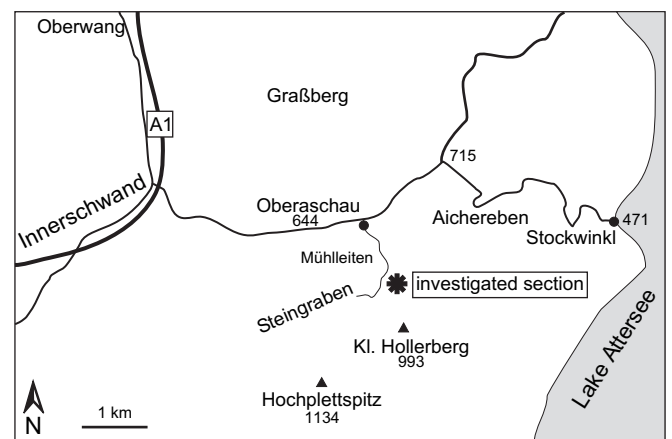 Oberwang
Graßberg
A1
715
Innerschwand
Oberaschau
644
Aichereben
471
Stockwinkl
Mühlleiten
investigated section
Steingraben
Kl. Hollerberg
993
Lake Attersee
Hochplettspitz
1134
1 km
N